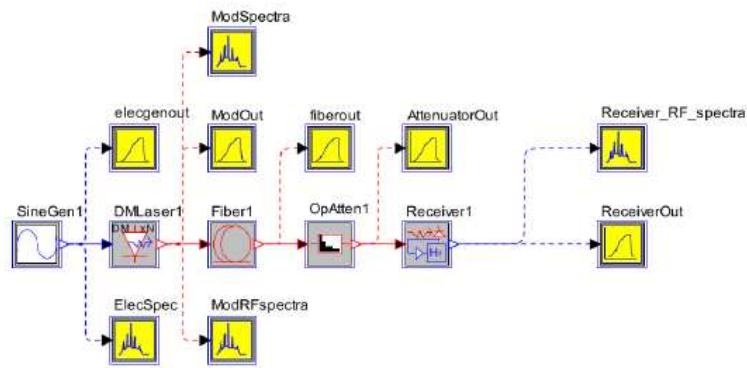 ModSpectra
elecgenout
ModOut
fiberout
AttenuatorOut
Receiver_RF_spectra
SineGen1
DMLaser1
Fiber1
OpAtten1
Receiver1
ReceiverOut
ElecSpec
ModRFspectra